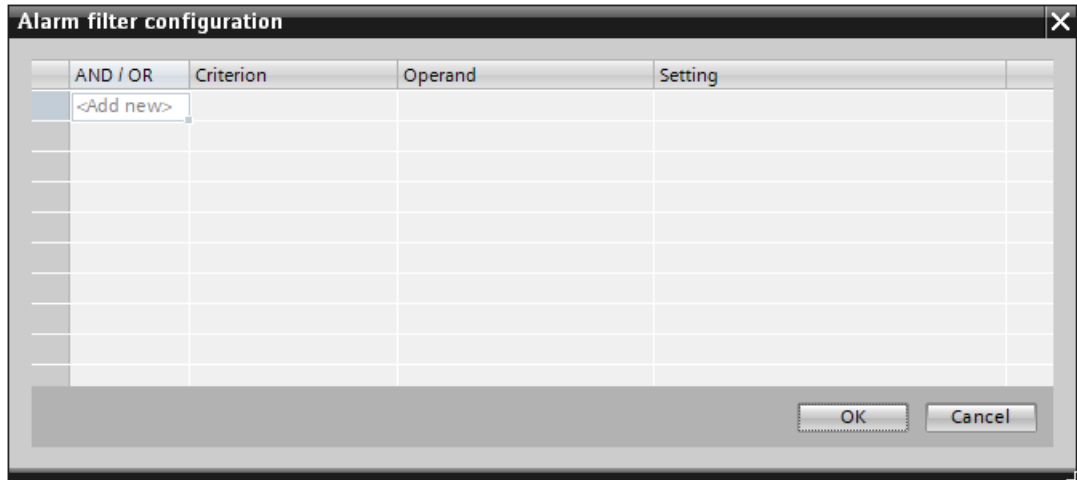 Alarm filter configuration
AND / OR Criterion Operand Setting
<Add new>
OK Cancel